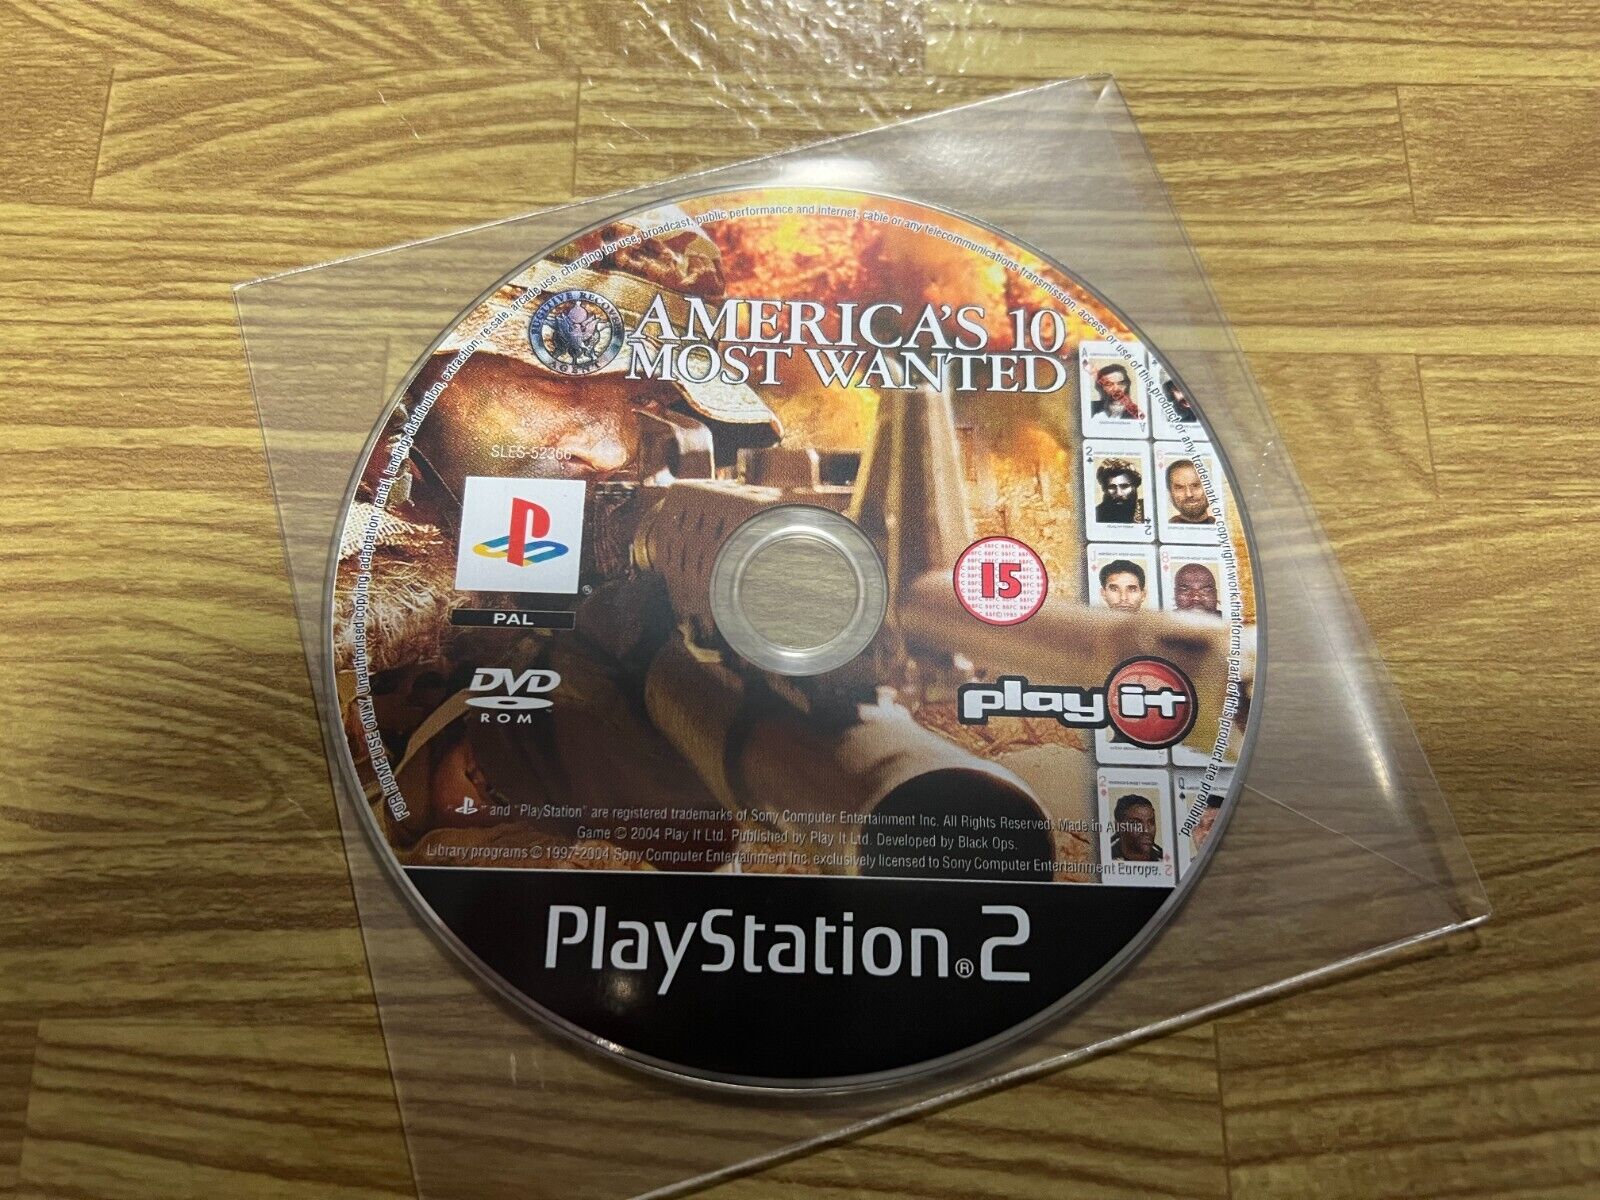 FOR HOME USE ONLY. Unauthorised copying, adaptation, rental, lending, distribution, extraction, re-sale, arcade use, charging for use, broadcast, public performance and internet, cable or any telecommunications transmission, access or use of this product or any trademark or copyright work that forms part of this product are prohibited.
FUGITIVE RECOVERY
AGENT
AMERICA'S 10
MOST WANTED
SLES-52366
PAL
DVD
ROM
15
play it
" " and "PlayStation" are registered trademarks of Sony Computer Entertainment Inc. All Rights Reserved. Made in Austria.
Game © 2004 Play It Ltd. Published by Play It Ltd. Developed by Black Ops.
Library programs © 1997-2004 Sony Computer Entertainment Inc. exclusively licensed to Sony Computer Entertainment Europe.
PlayStation®2